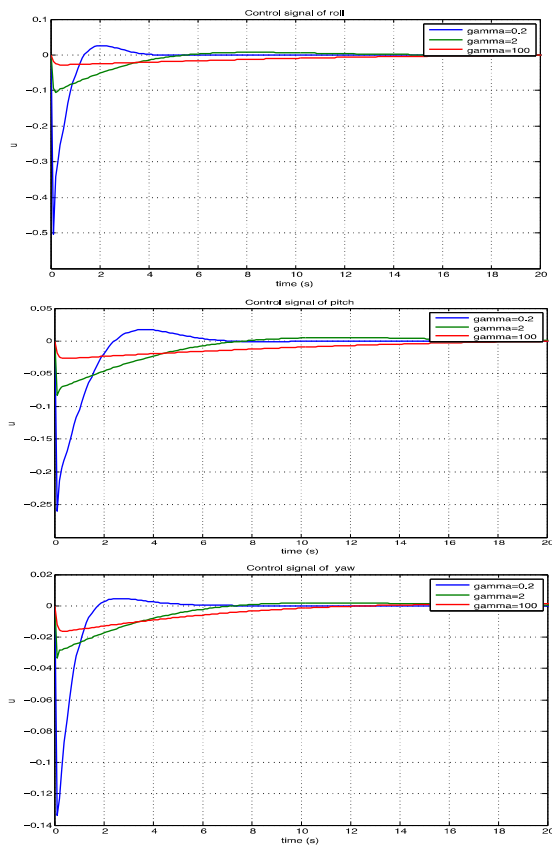 Control signal of roll
0.1
0
−0.1
−0.2
−0.3
−0.4
−0.5
u
gamma=0.2
gamma=2
gamma=100
0 2 4 6 8 10 12 14 16 18 20
time (s)
Control signal of pitch
0.05
0
−0.05
−0.1
−0.15
−0.2
−0.25
u
gamma=0.2
gamma=2
gamma=100
0 2 4 6 8 10 12 14 16 18 20
time (s)
Control signal of yaw
0.02
0
−0.02
−0.04
−0.06
−0.08
−0.1
−0.12
−0.14
u
gamma=0.2
gamma=2
gamma=100
0 2 4 6 8 10 12 14 16 18 20
time (s)